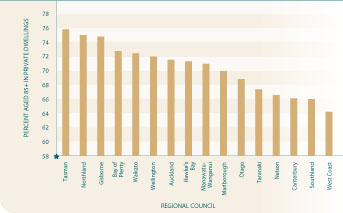 PERCENT AGED 85+ IN PRIVATE DWELLINGS
78
76
74
72
70
68
66
64
62
60
58
Tasman
Northland
Gisborne
Bay of
Plenty
Waikato
Wellington
Auckland
Hawke's
Bay
Manawatu-
Wanganui
Marlborough
Otago
Taranaki
Nelson
Canterbury
Southland
West Coast
REGIONAL COUNCIL